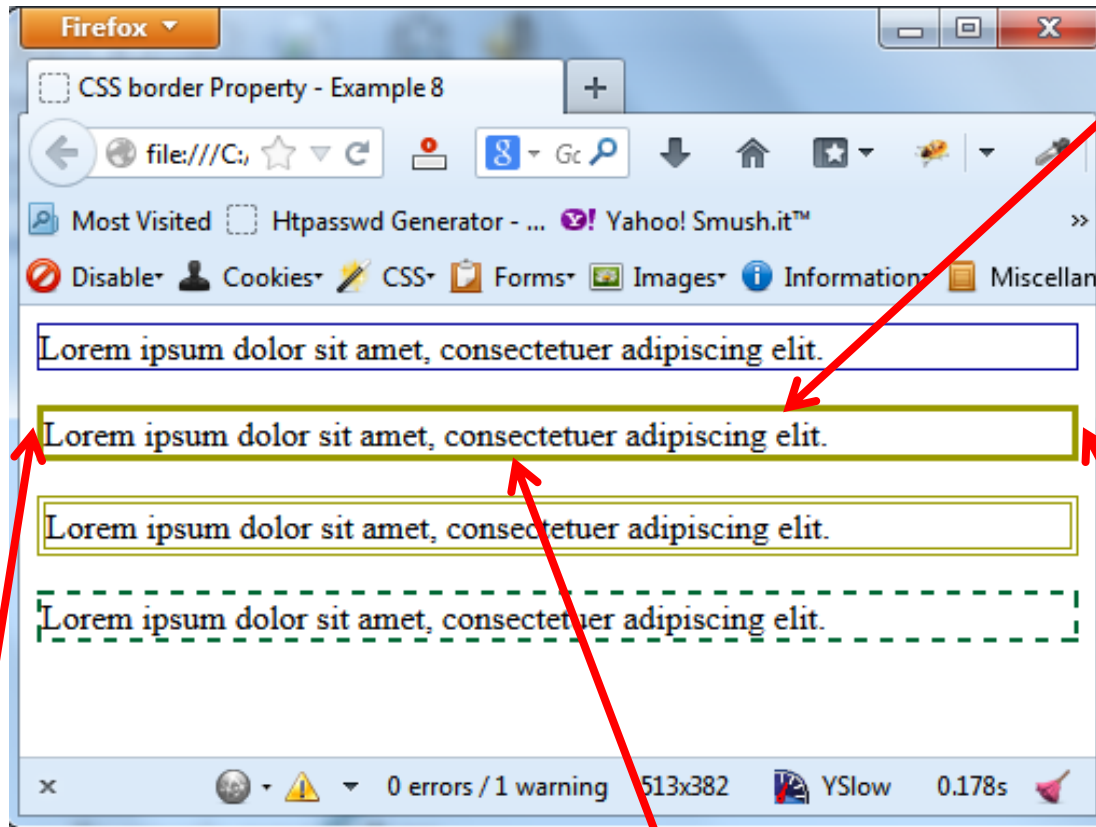 Firefox
CSS border Property - Example 8
file:///C:/
8 Gc
Most Visited Htpasswd Generator - ... Y! Yahoo! Smush.it™ »
Disable Cookies CSS Forms Images Information Miscellan
Lorem ipsum dolor sit amet, consectetuer adipiscing elit.
Lorem ipsum dolor sit amet, consectetuer adipiscing elit.
Lorem ipsum dolor sit amet, consectetuer adipiscing elit.
Lorem ipsum dolor sit amet, consectetuer adipiscing elit.
x 0 errors / 1 warning 513x382 YSlow 0.178s